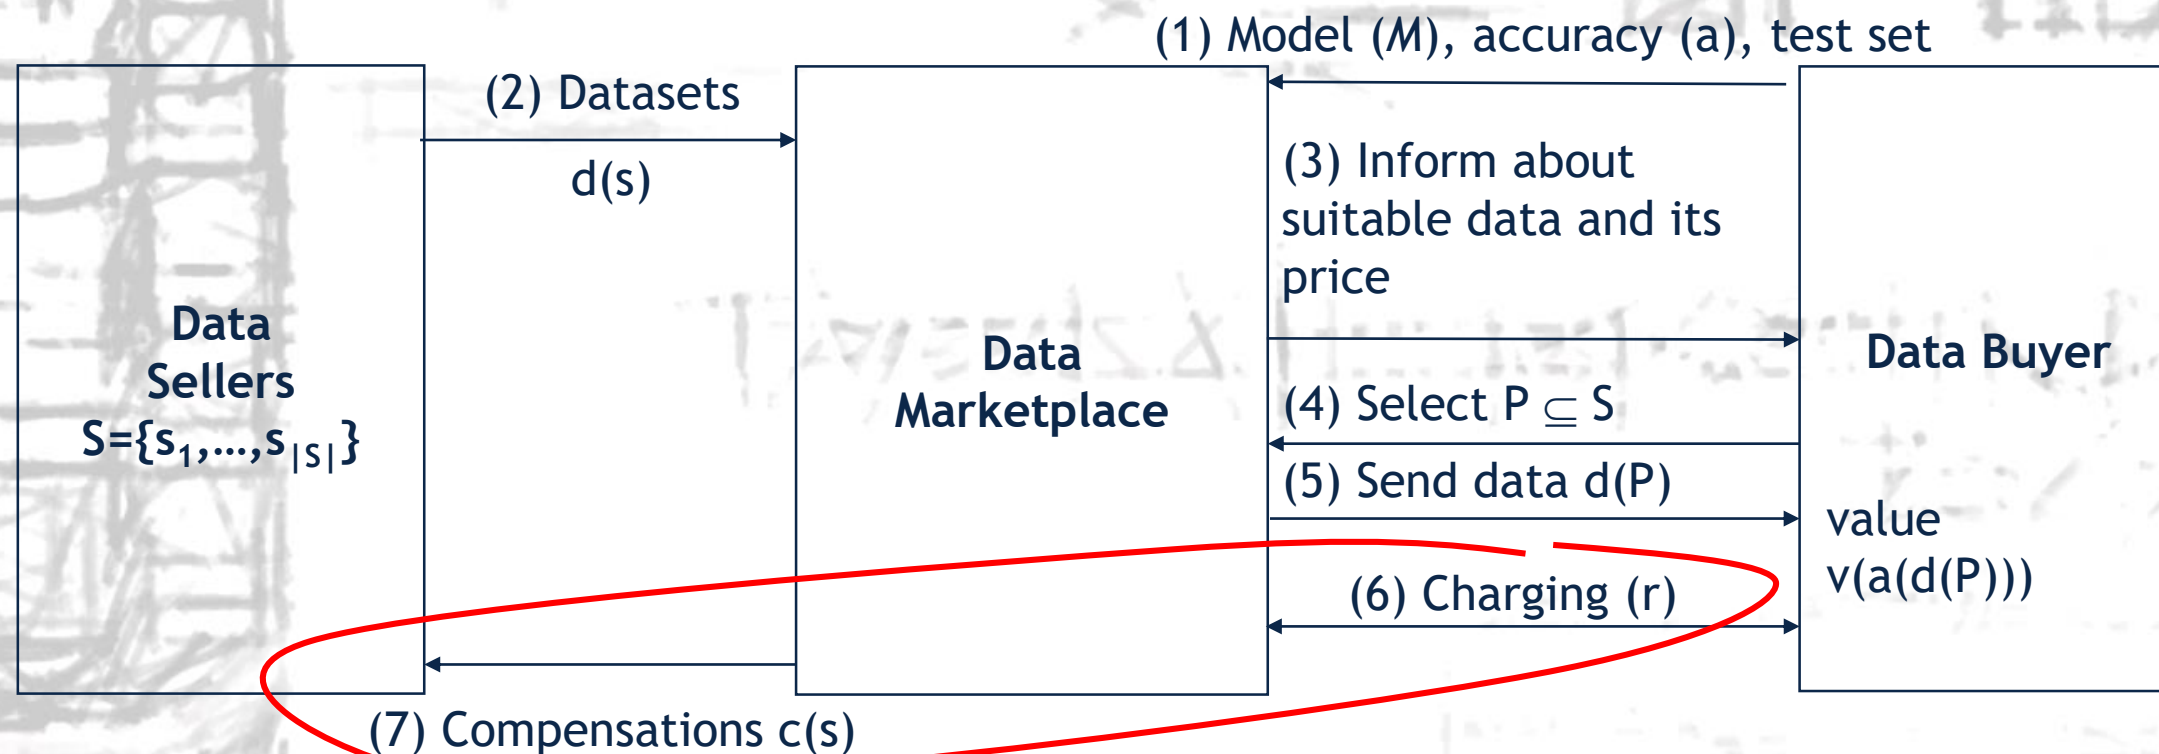 (1) Model (M), accuracy (a), test set
(2) Datasets
d(s)
(3) Inform about
suitable data and its
price
Data
Sellers
S={s₁,…,s|S|}
Data
Marketplace
Data Buyer
(4) Select P ⊆ S
(5) Send data d(P)
value
v(a(d(P)))
(6) Charging (r)
(7) Compensations c(s)